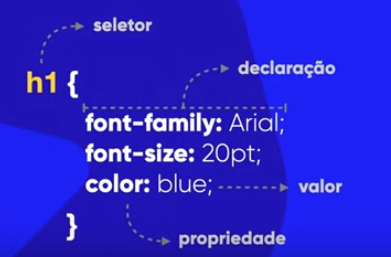 seletor
declaração
h1 {
font-family: Arial;
font-size: 20pt;
color: blue;
valor
}
propriedade